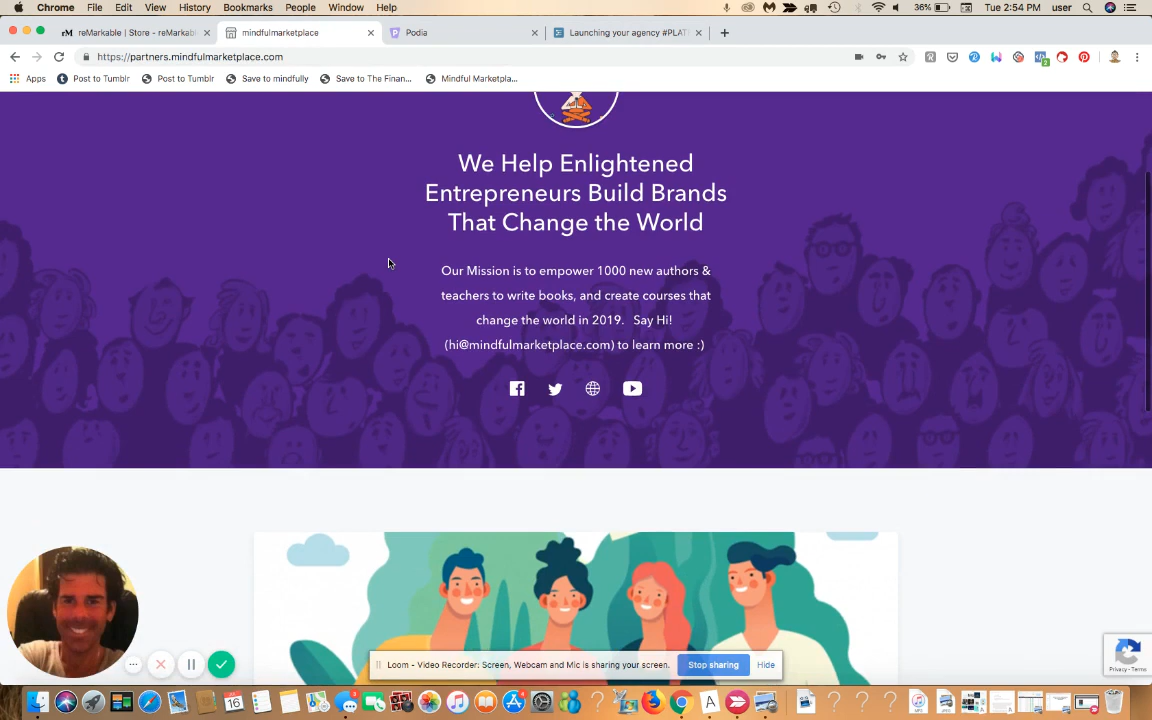 Chrome File Edit View History Bookmarks People Window Help 36% Tue 2:54 PM user
rM reMarkable | Store - reMarkab mindfulmarketplace Podia Launching your agency #PLAT
https://partners.mindfulmarketplace.com
Apps Post to Tumblr Post to Tumblr Save to mindfully Save to The Finan... Mindful Marketpla...
We Help Enlightened
Entrepreneurs Build Brands
That Change the World
Our Mission is to empower 1000 new authors &
teachers to write books, and create courses that
change the world in 2019. Say Hi!
(hi@mindfulmarketplace.com) to learn more :)
Loom - Video Recorder: Screen, Webcam and Mic is sharing your screen. Stop sharing Hide
Privacy - Terms